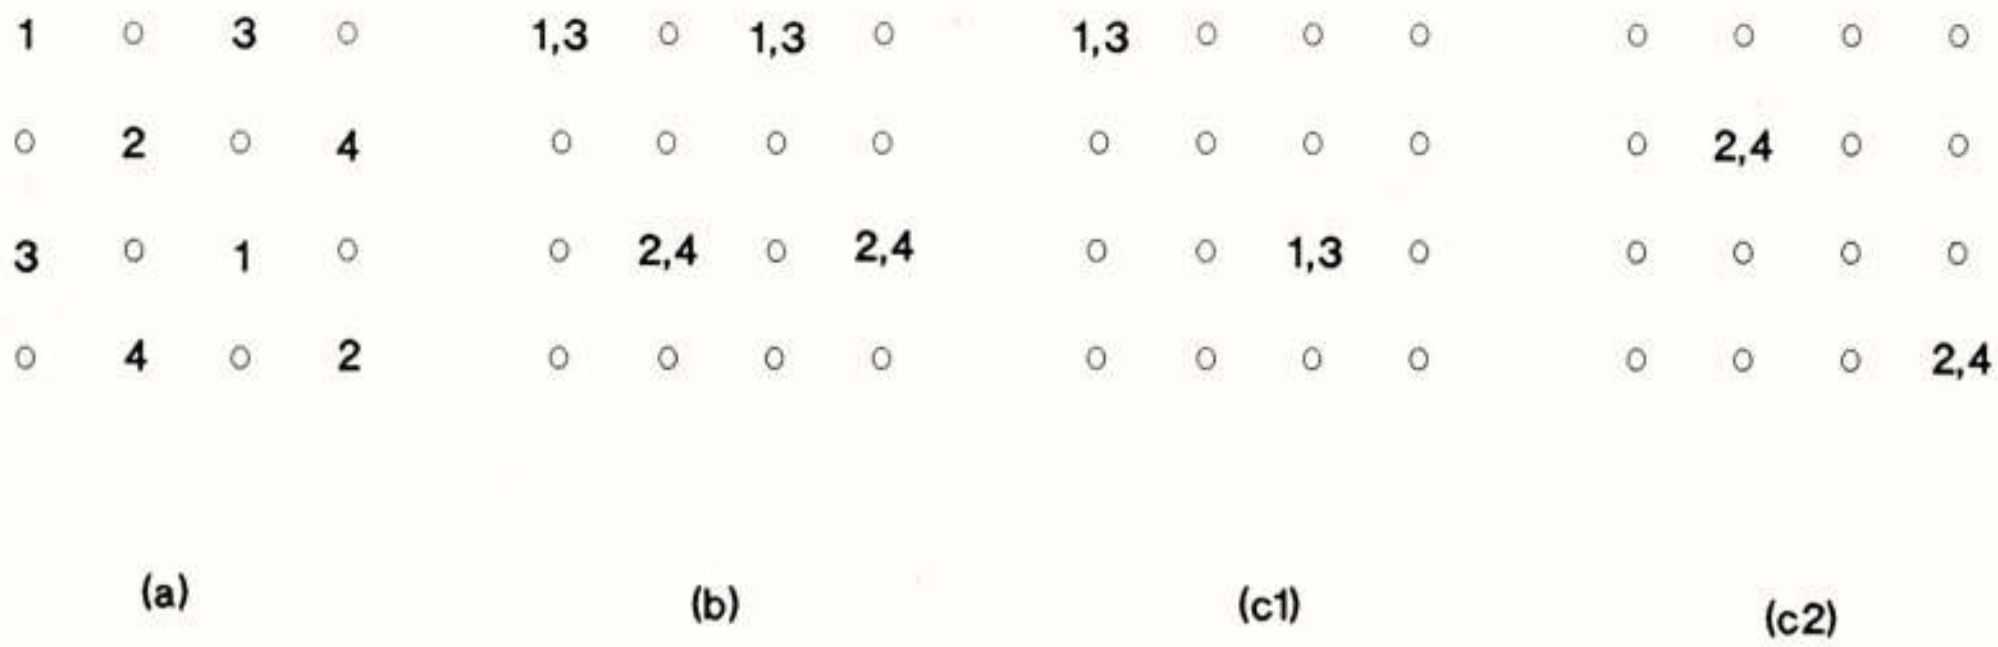 1 ○ 3 ○ 1,3 ○ 1,3 ○ 1,3 ○ ○ ○ ○ ○ ○ ○
○ 2 ○ 4 ○ ○ ○ ○ ○ ○ ○ ○ ○ 2,4 ○ ○
3 ○ 1 ○ ○ 2,4 ○ 2,4 ○ ○ 1,3 ○ ○ ○ ○ ○
○ 4 ○ 2 ○ ○ ○ ○ ○ ○ ○ ○ ○ ○ ○ 2,4
(a) (b) (c1) (c2)